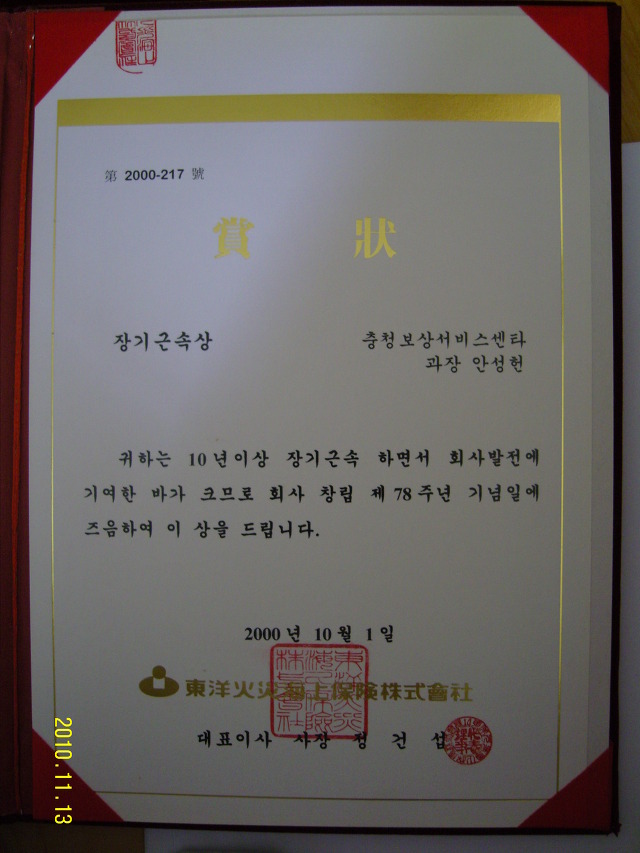 第 2000-217 號
賞 狀
장기근속상
충청보상서비스센타
과장 안성헌
귀하는 10년이상 장기근속 하면서 회사발전에
기여한 바가 크므로 회사 창립 제 78주년 기념일에
즈음하여 이 상을 드립니다.
2000년 10월 1일
東洋火災海上保険株式會社
대표이사 사장 정 건 섭
2010.11.13